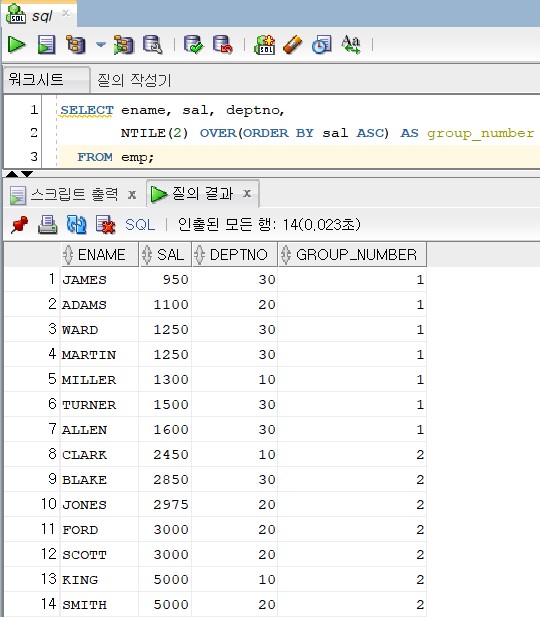 sql
SQL
Aa
워크시트 질의 작성기
1 SELECT ename, sal, deptno,
2 NTILE(2) OVER(ORDER BY sal ASC) AS group_number
3 FROM emp;
스크립트 출력 x 질의 결과 x
SQL | 인출된 모든 행: 14(0,023초)
ENAME SAL DEPTNO GROUP_NUMBER
1 JAMES 950 30 1
2 ADAMS 1100 20 1
3 WARD 1250 30 1
4 MARTIN 1250 30 1
5 MILLER 1300 10 1
6 TURNER 1500 30 1
7 ALLEN 1600 30 1
8 CLARK 2450 10 2
9 BLAKE 2850 30 2
10 JONES 2975 20 2
11 FORD 3000 20 2
12 SCOTT 3000 20 2
13 KING 5000 10 2
14 SMITH 5000 20 2